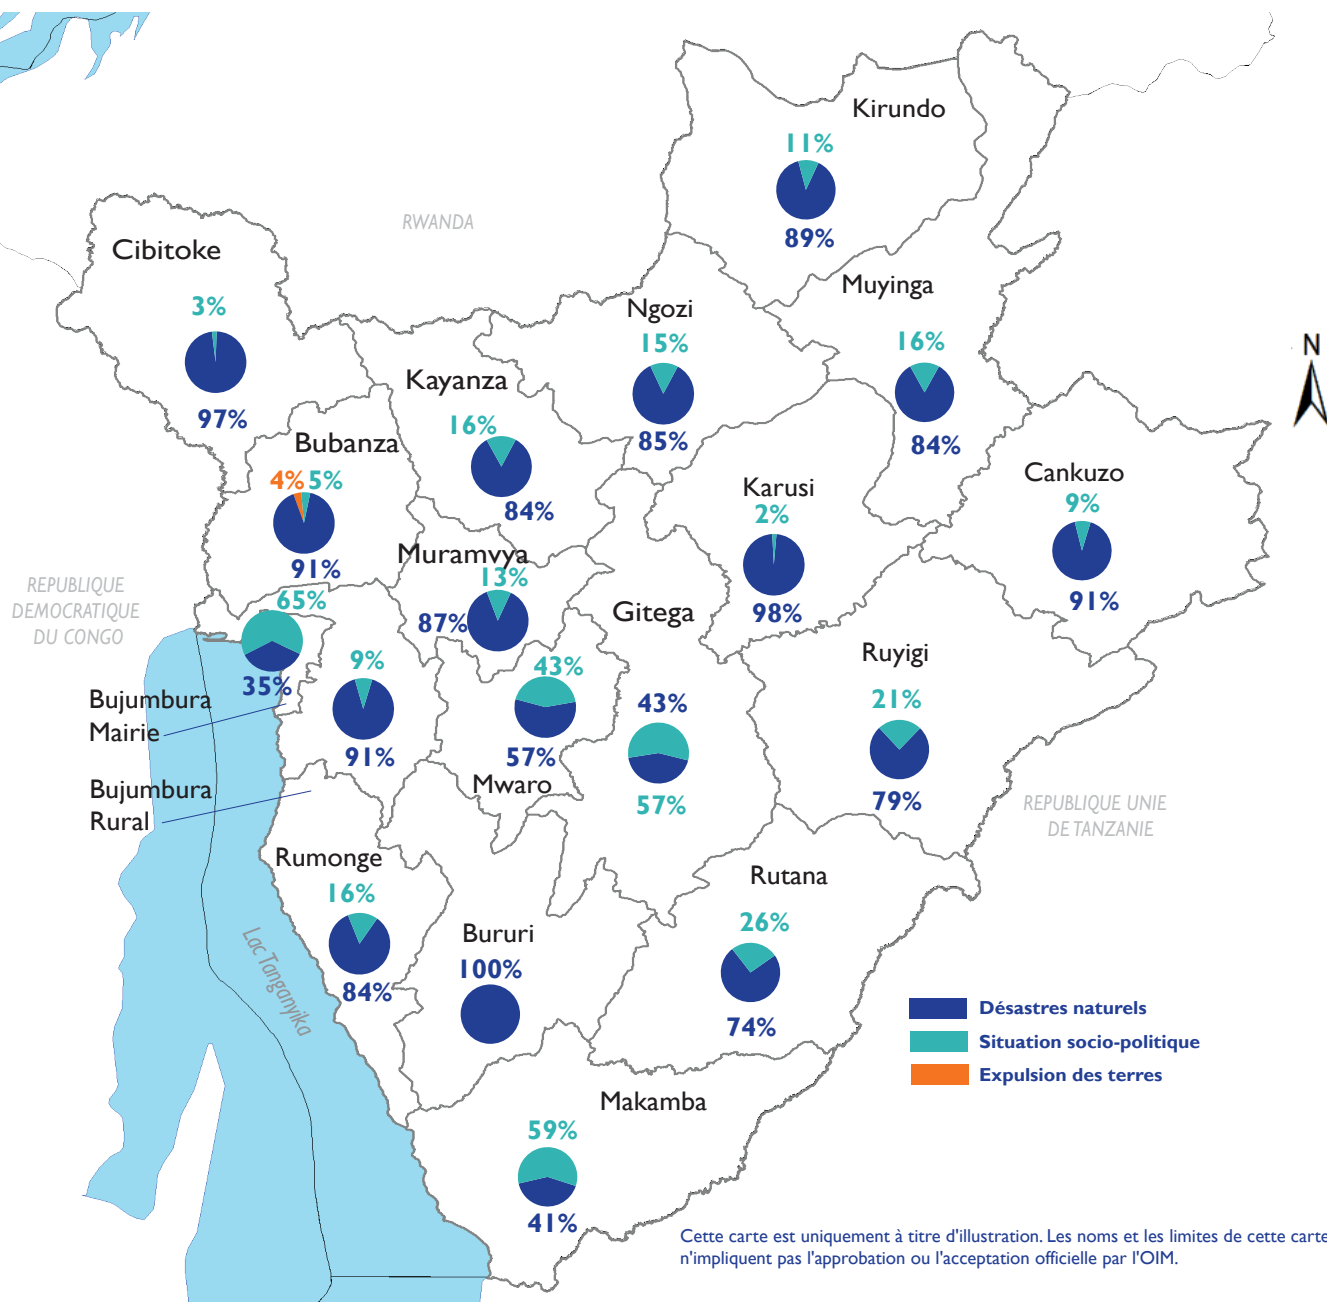 Kirundo
11%
89%
RWANDA
Cibitoke
3%
97%
Muyinga
16%
84%
Ngozi
15%
85%
N
Kayanza
16%
84%
Bubanza
4% 5%
91%
Cankuzo
9%
91%
Karusi
2%
98%
Muramvya
13%
87%
REPUBLIQUE
DEMOCRATIQUE
DU CONGO
65%
35%
Bujumbura
Mairie
9%
91%
Bujumbura
Rural
43%
57%
Mwaro
Gitega
43%
57%
Ruyigi
21%
79%
REPUBLIQUE UNIE
DE TANZANIE
Rumonge
16%
84%
Lac Tanganyika
Bururi
100%
Rutana
26%
74%
Makamba
59%
41%
Désastres naturels
Situation socio-politique
Expulsion des terres
Cette carte est uniquement à titre d'illustration. Les noms et les limites de cette carte
n'impliquent pas l'approbation ou l'acceptation officielle par l'OIM.